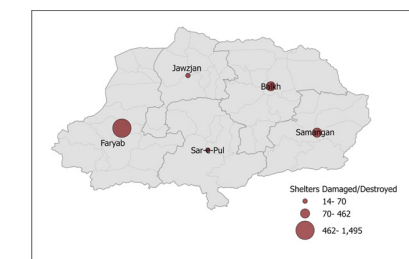 Jawzjan
Balkh
Samangan
Faryab
Sar-e-Pul
Shelters Damaged/Destroyed
14- 70
70- 462
462- 1,495